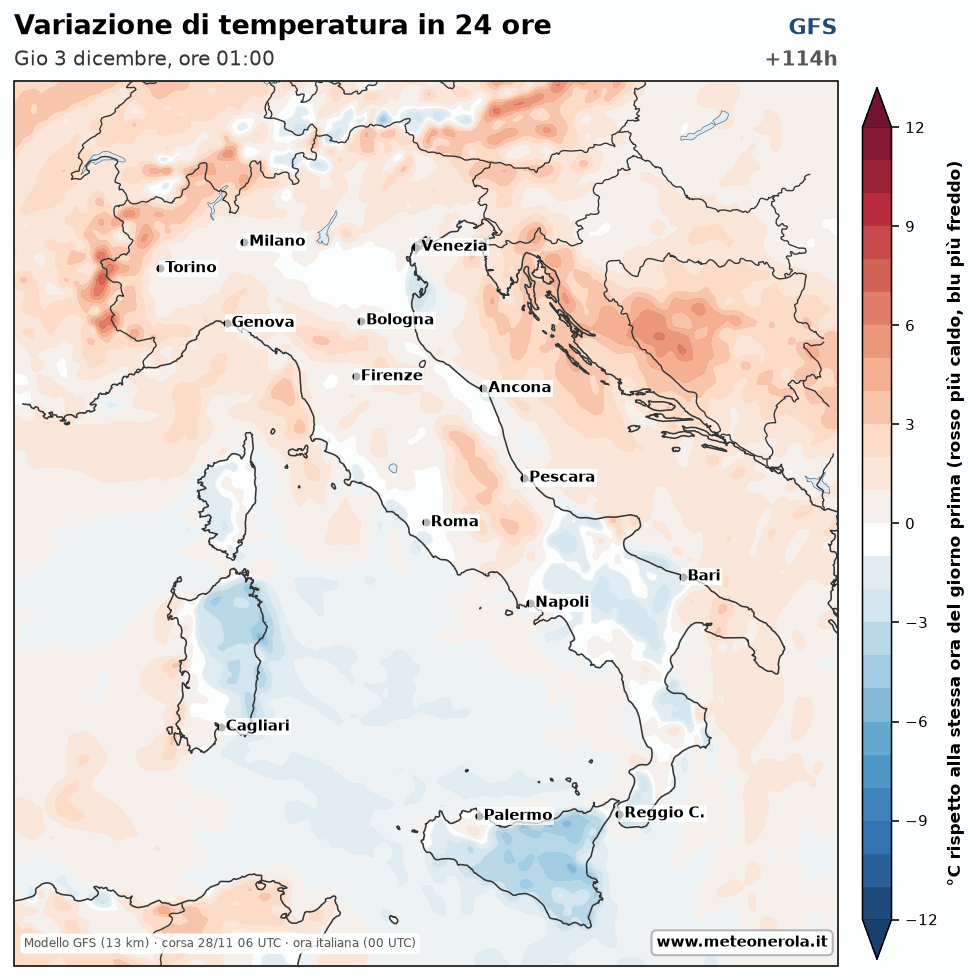 Variazione di temperatura in 24 ore
GFS
Gio 3 dicembre, ore 01:00
+114h
Milano
Venezia
Torino
Genova
Bologna
Firenze
Ancona
Pescara
Roma
Bari
Napoli
Cagliari
Palermo
Reggio C.
12
9
6
3
0
−3
−6
−9
−12
°C rispetto alla stessa ora del giorno prima (rosso più caldo, blu più freddo)
Modello GFS (13 km) · corsa 28/11 06 UTC · ora italiana (00 UTC)
www.meteonerola.it